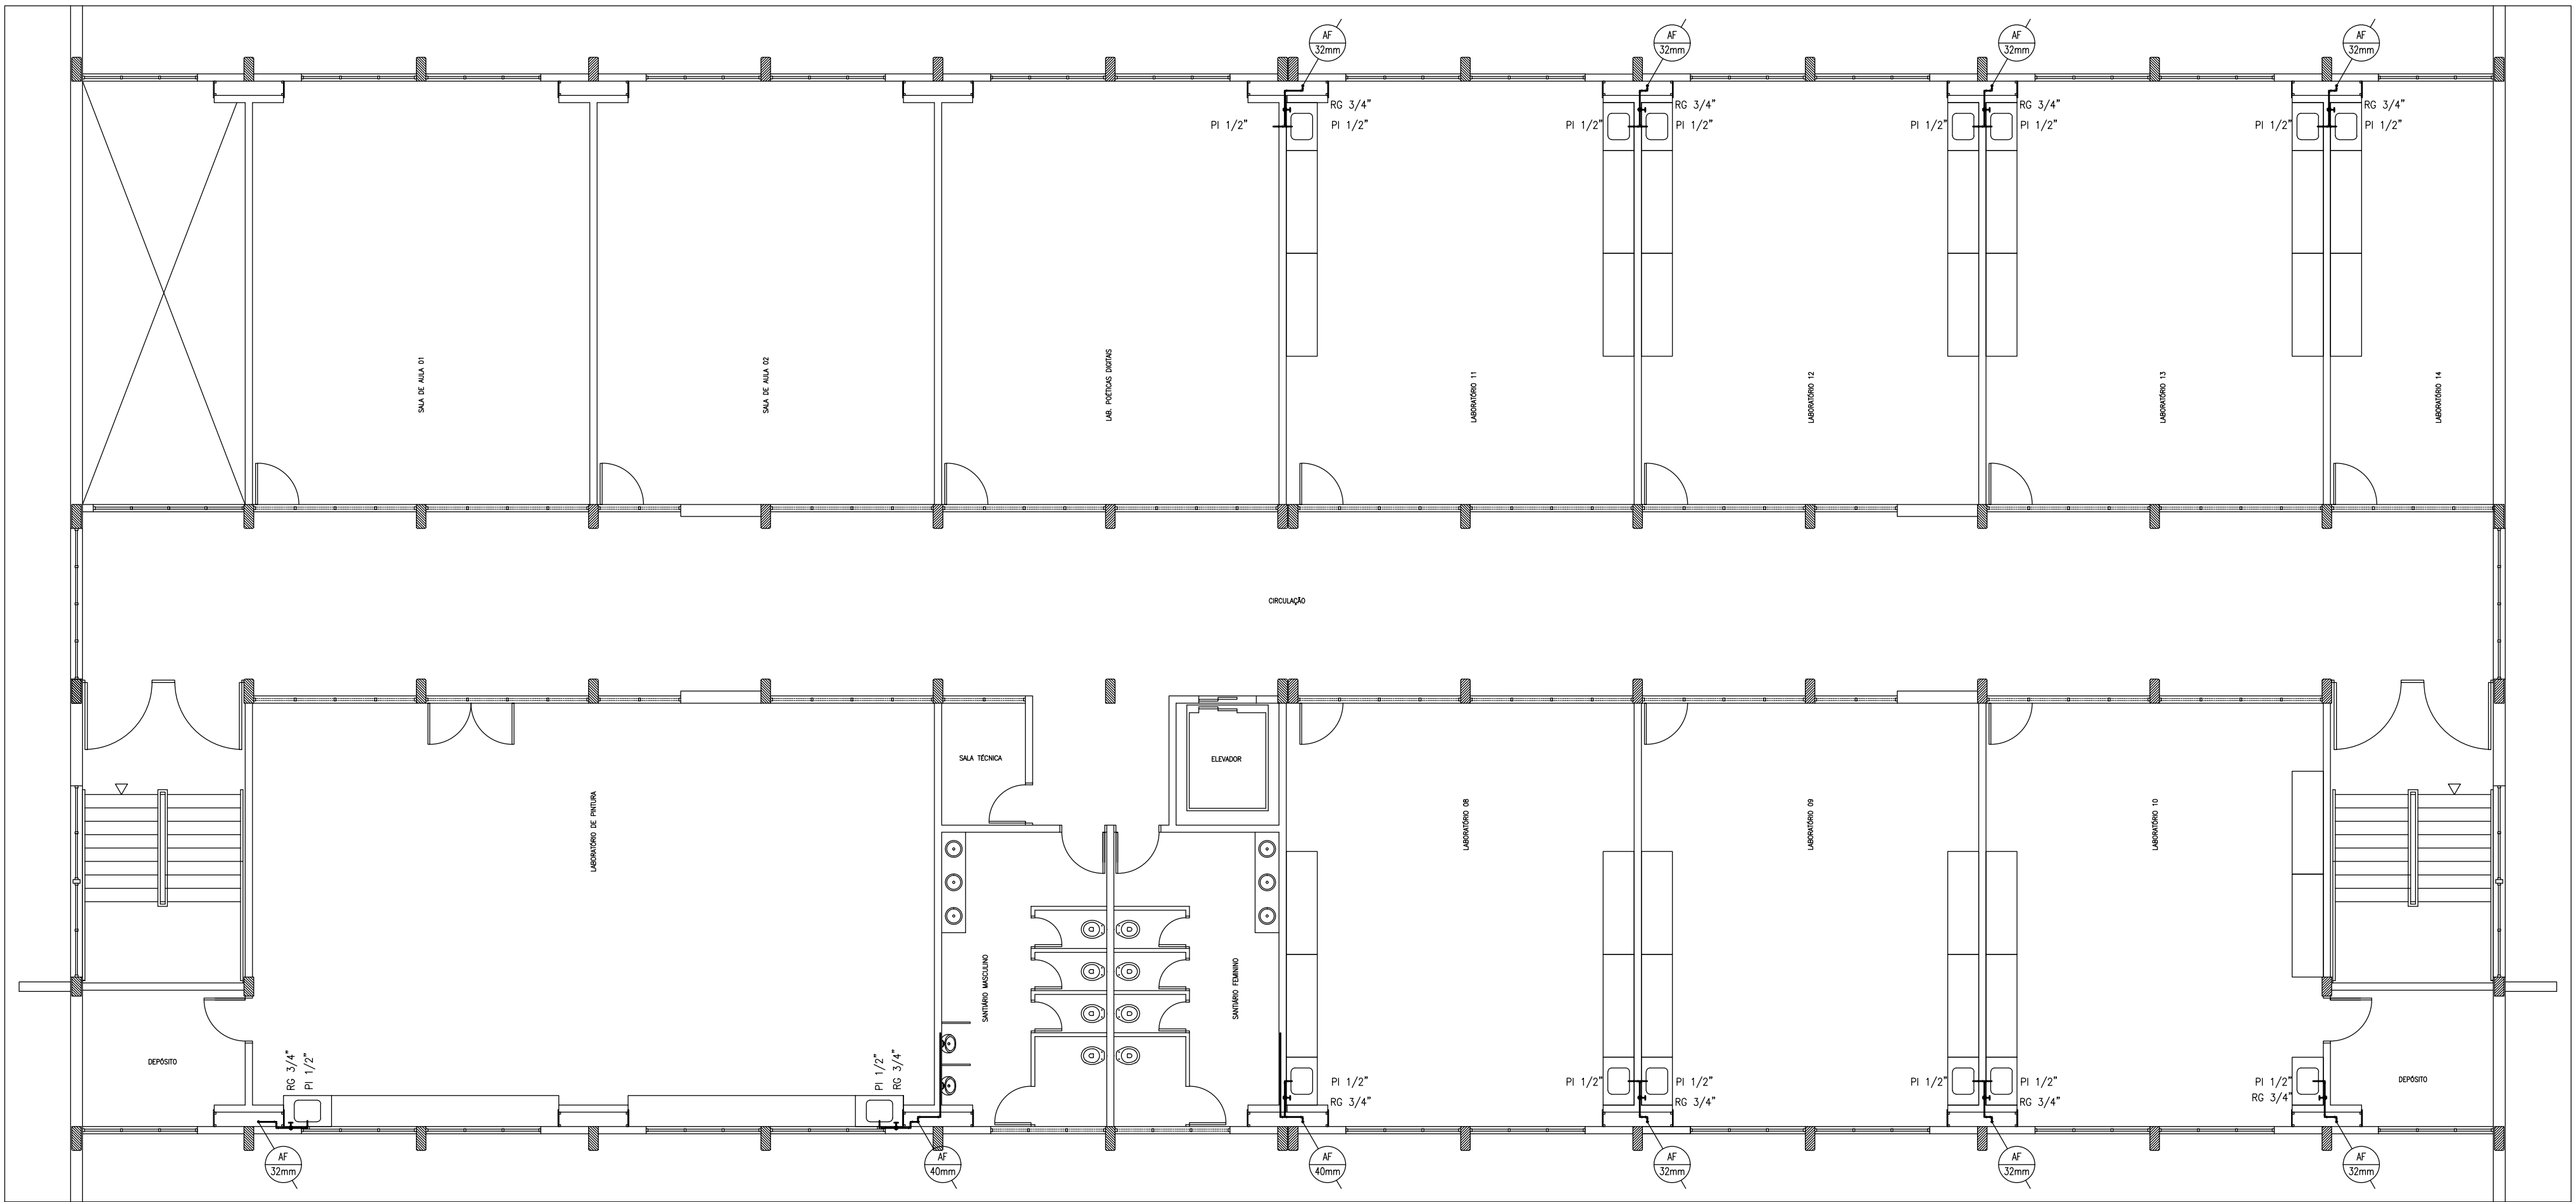 AF
32mm
AF
32mm
AF
32mm
AF
32mm
RG 3/4"
RG 3/4"
RG 3/4"
RG 3/4"
PI 1/2"
PI 1/2"
PI 1/2"
PI 1/2"
PI 1/2"
PI 1/2"
PI 1/2"
PI 1/2"
SALA DE AULA 01
SALA DE AULA 02
LAB. POÉTICAS DIGITAIS
LABORATÓRIO 11
LABORATÓRIO 12
LABORATÓRIO 13
LABORATÓRIO 14
CIRCULAÇÃO
SALA TÉCNICA
ELEVADOR
LABORATÓRIO DE PINTURA
LABORATÓRIO 08
LABORATÓRIO 09
LABORATÓRIO 10
SANTIÁRIO MASCULINO
SANTIÁRIO FEMININO
DEPÓSITO
RG 3/4"
PI 1/2"
PI 1/2"
RG 3/4"
PI 1/2"
RG 3/4"
PI 1/2"
PI 1/2"
RG 3/4"
PI 1/2"
PI 1/2"
RG 3/4"
PI 1/2"
RG 3/4"
DEPÓSITO
AF
32mm
AF
40mm
AF
40mm
AF
32mm
AF
32mm
AF
32mm